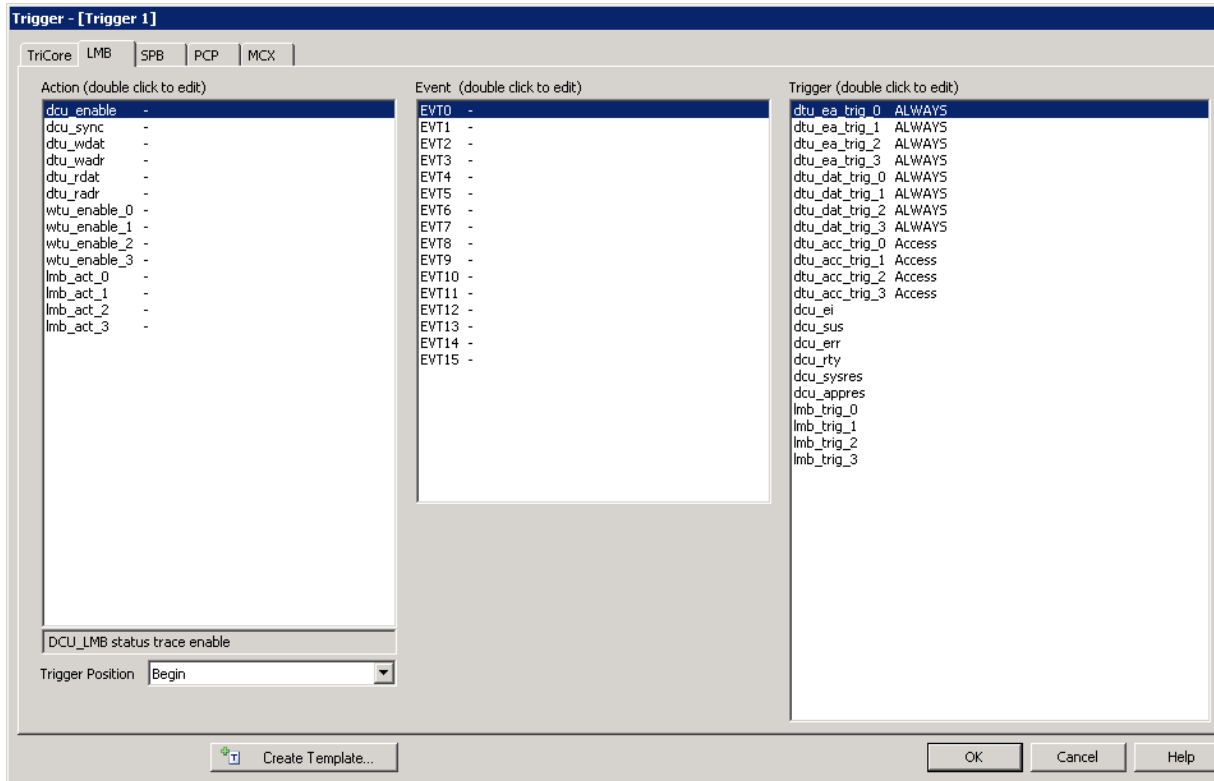 Trigger - [Trigger 1]
TriCore LMB SPB PCP MCX
Action (double click to edit)
dcu_enable -
dcu_sync -
dtu_wdat -
dtu_wadr -
dtu_rdat -
dtu_radr -
wtu_enable_0 -
wtu_enable_1 -
wtu_enable_2 -
wtu_enable_3 -
lmb_act_0 -
lmb_act_1 -
lmb_act_2 -
lmb_act_3 -
DCU_LMB status trace enable
Trigger Position Begin
Event (double click to edit)
EVT0 -
EVT1 -
EVT2 -
EVT3 -
EVT4 -
EVT5 -
EVT6 -
EVT7 -
EVT8 -
EVT9 -
EVT10 -
EVT11 -
EVT12 -
EVT13 -
EVT14 -
EVT15 -
Trigger (double click to edit)
dtu_ea_trig_0 ALWAYS
dtu_ea_trig_1 ALWAYS
dtu_ea_trig_2 ALWAYS
dtu_ea_trig_3 ALWAYS
dtu_dat_trig_0 ALWAYS
dtu_dat_trig_1 ALWAYS
dtu_dat_trig_2 ALWAYS
dtu_dat_trig_3 ALWAYS
dtu_acc_trig_0 Access
dtu_acc_trig_1 Access
dtu_acc_trig_2 Access
dtu_acc_trig_3 Access
dcu_ei
dcu_sus
dcu_err
dcu_rty
dcu_sysres
dcu_appres
lmb_trig_0
lmb_trig_1
lmb_trig_2
lmb_trig_3
Create Template...
OK Cancel Help